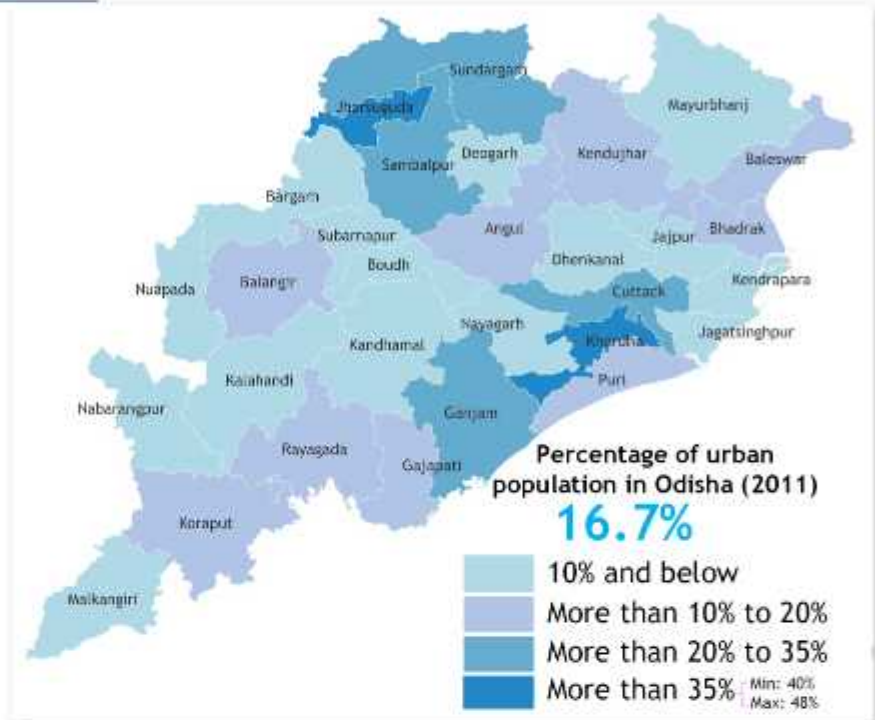 Sundargarh
Jharsuguda
Mayurbhanj
Deogarh
Kendujhar
Sambalpur
Baleswar
Bargarh
Subarnapur
Angul
Jajpur
Bhadrak
Boudh
Dhenkanal
Balangir
Kendrapara
Nuapada
Cuttack
Nayagarh
Jagatsinghpur
Kandhamal
Khordha
Kalahandi
Puri
Nabarangpur
Ganjam
Rayagada
Gajapati
Koraput
Malkangiri
Percentage of urban
population in Odisha (2011)
16.7%
10% and below
More than 10% to 20%
More than 20% to 35%
More than 35%
Min: 40%
Max: 48%